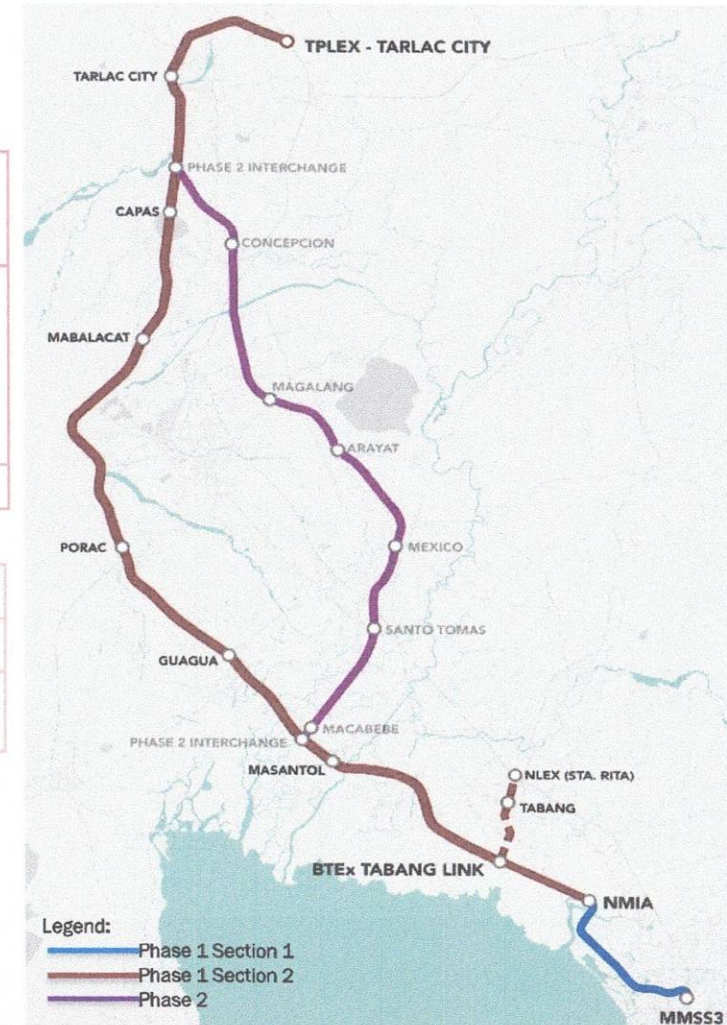 TPLEX - TARLAC CITY
TARLAC CITY
PHASE 2 INTERCHANGE
CAPAS
CONCEPCION
MABALACAT
MAGALANG
ARAYAT
PORAC
MEXICO
SANTO TOMAS
GUAGUA
MACABEBE
PHASE 2 INTERCHANGE
MASANTOL
NLEX (STA. RITA)
TABANG
BTEx TABANG LINK
NMIA
Legend:
Phase 1 Section 1
Phase 1 Section 2
Phase 2
MMSS3